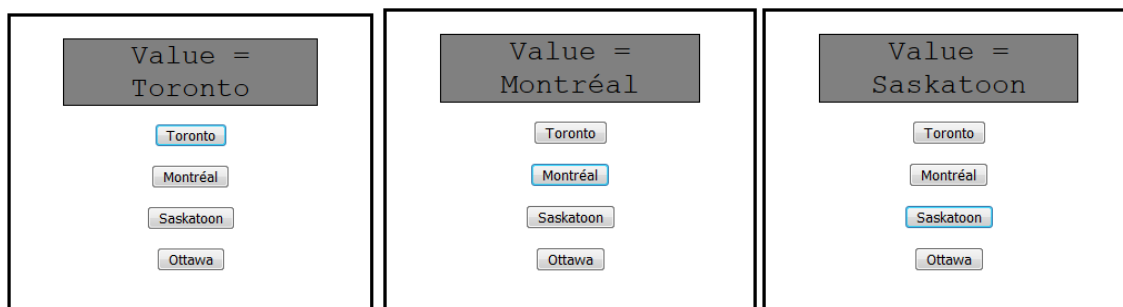 Value =
Toronto
Toronto
Montréal
Saskatoon
Ottawa
Value =
Montréal
Toronto
Montréal
Saskatoon
Ottawa
Value =
Saskatoon
Toronto
Montréal
Saskatoon
Ottawa